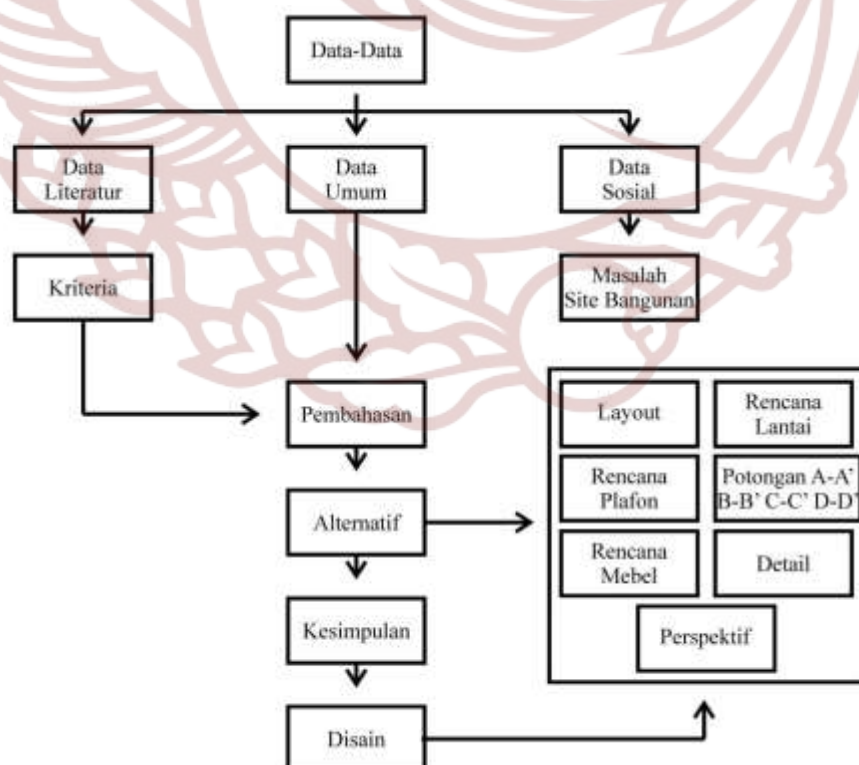 Data-Data
Data
Literatur
Data
Umum
Data
Sosial
Kriteria
Masalah
Site Bangunan
Pembahasan
Layout
Rencana
Lantai
Rencana
Plafon
Potongan A-A’
B-B’ C-C’ D-D’
Alternatif
Rencana
Mebel
Detail
Kesimpulan
Perspektif
Disain